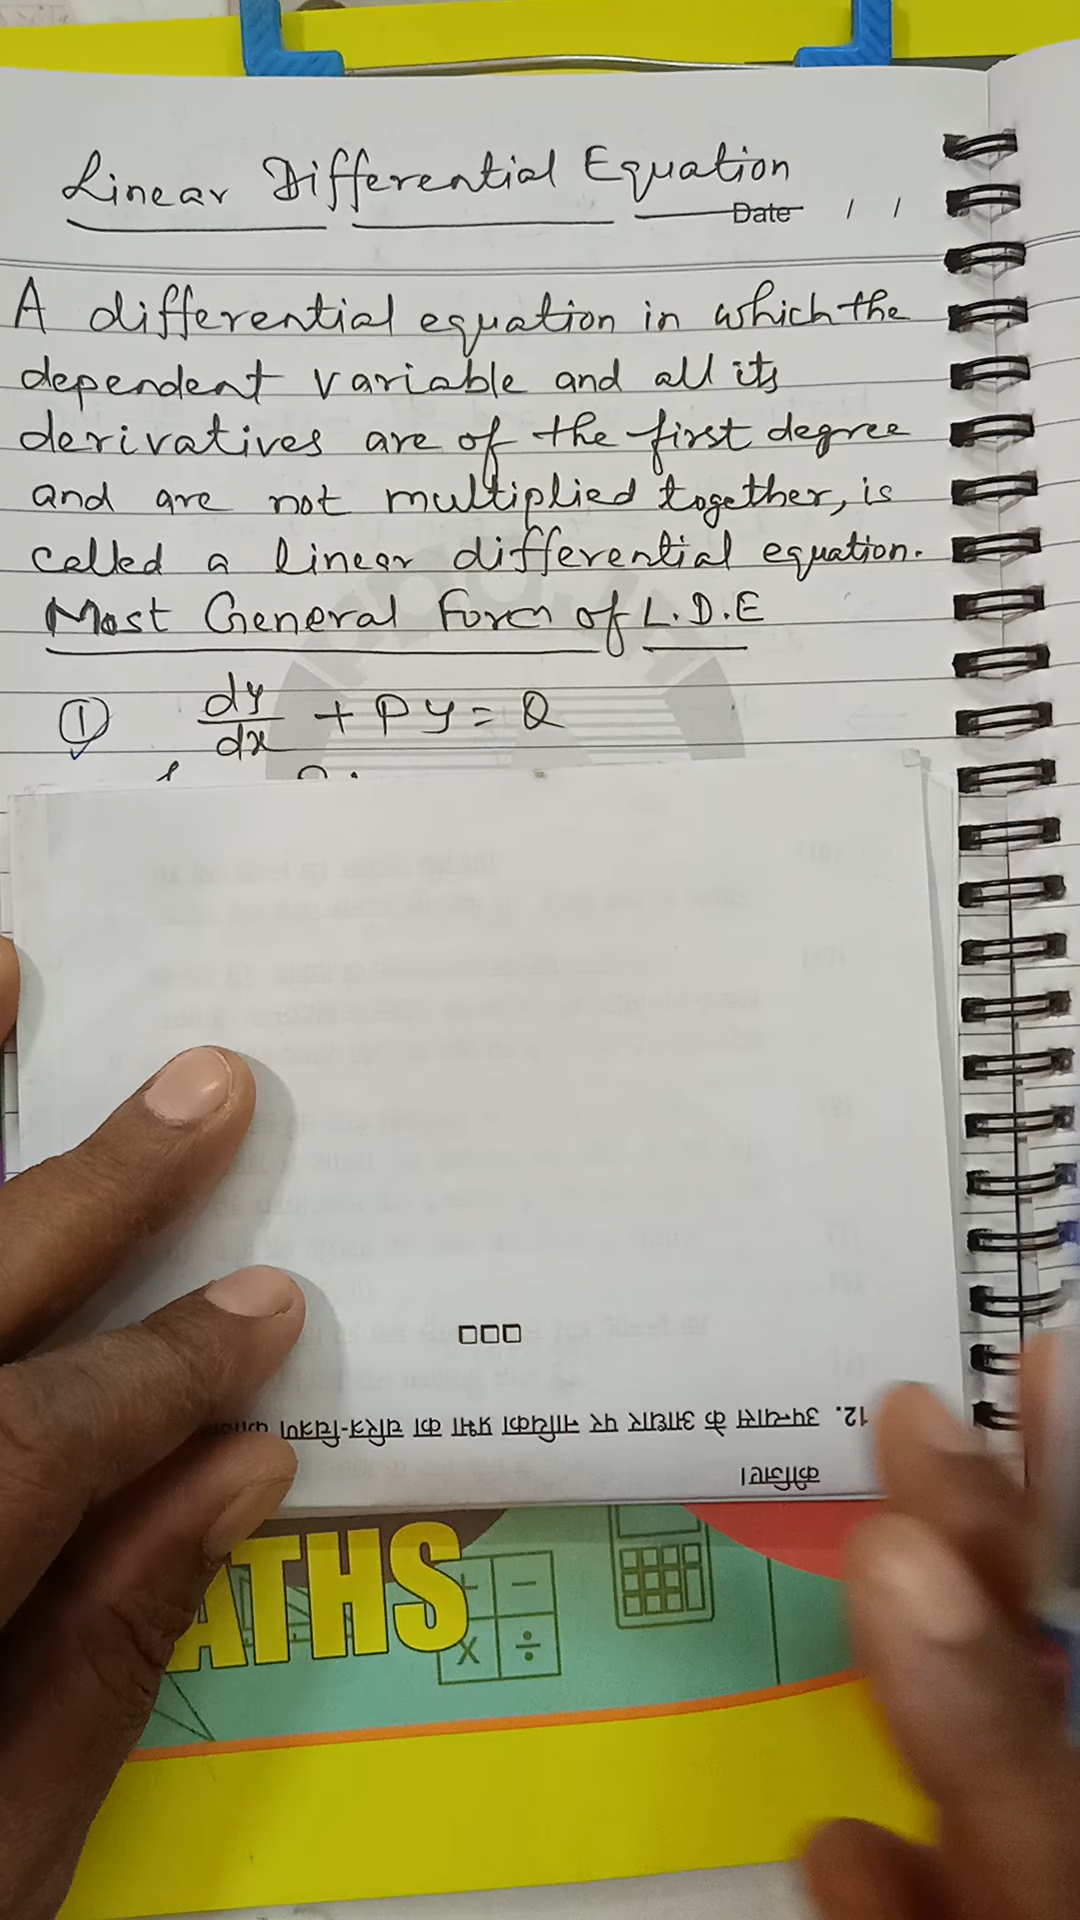 Linear Differential Equation
Date / /
A differential equation in which the
dependent variable and all its
derivatives are of the first degree
and are not multiplied together, is
called a linear differential equation.
Most General Form of L.D.E
① dy/dx + Py = Q
12. उपन्यास के आधार पर नायिका प्रभा का चरित्र-चित्रण
कीजिए।
□□□
ATHS
+ −
× ÷